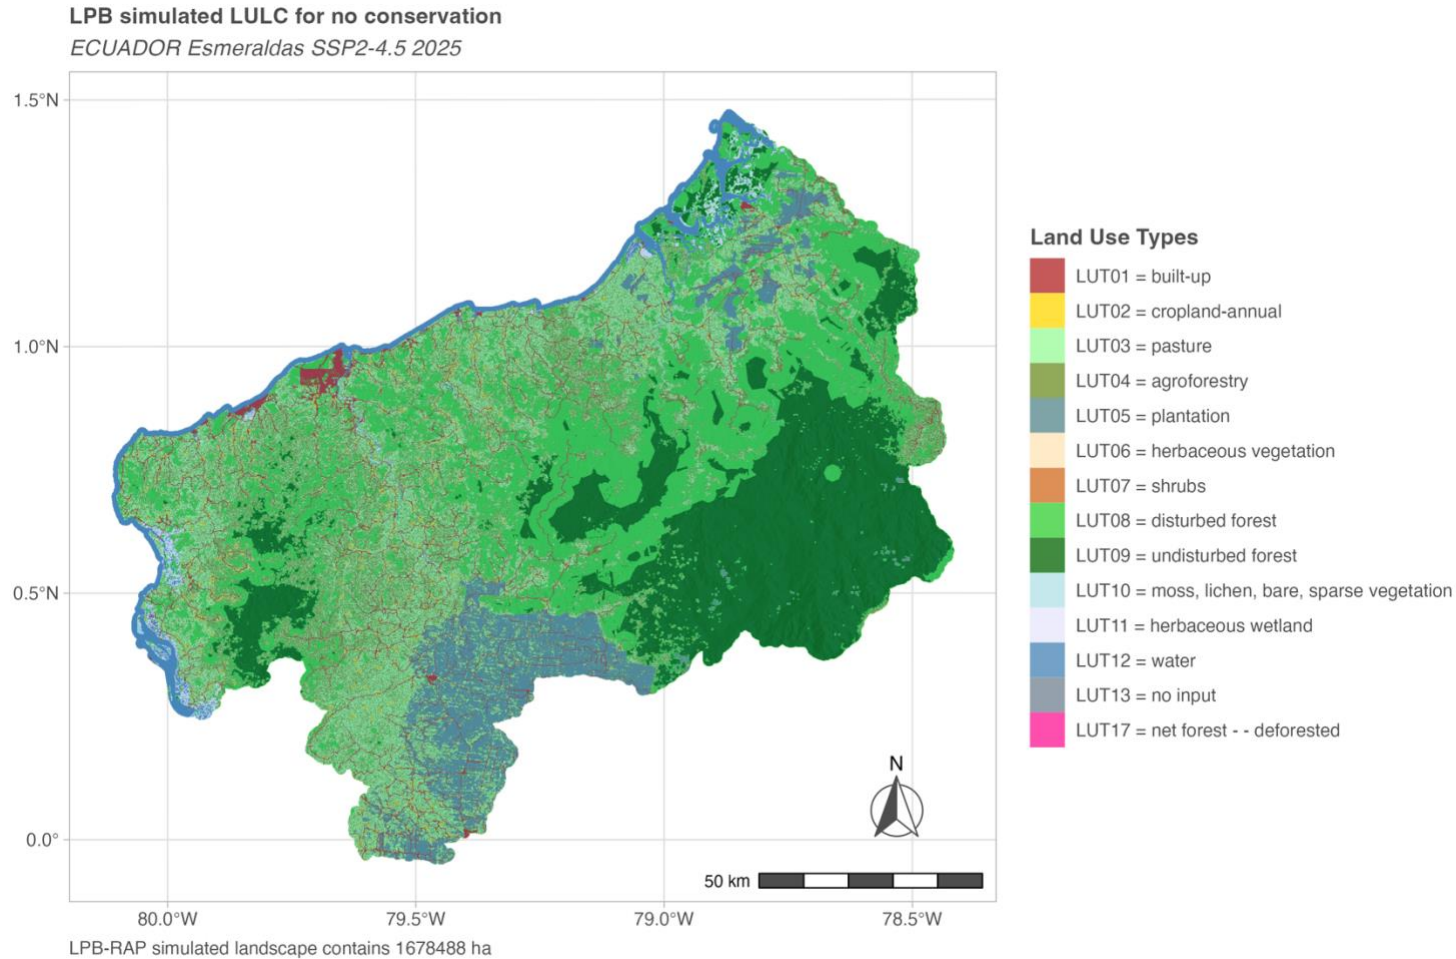 LPB simulated LULC for no conservation
ECUADOR Esmeraldas SSP2-4.5 2025
1.5°N
1.0°N
0.5°N
0.0°
80.0°W
79.5°W
79.0°W
78.5°W
N
50 km
Land Use Types
LUT01 = built-up
LUT02 = cropland-annual
LUT03 = pasture
LUT04 = agroforestry
LUT05 = plantation
LUT06 = herbaceous vegetation
LUT07 = shrubs
LUT08 = disturbed forest
LUT09 = undisturbed forest
LUT10 = moss, lichen, bare, sparse vegetation
LUT11 = herbaceous wetland
LUT12 = water
LUT13 = no input
LUT17 = net forest - - deforested
LPB-RAP simulated landscape contains 1678488 ha